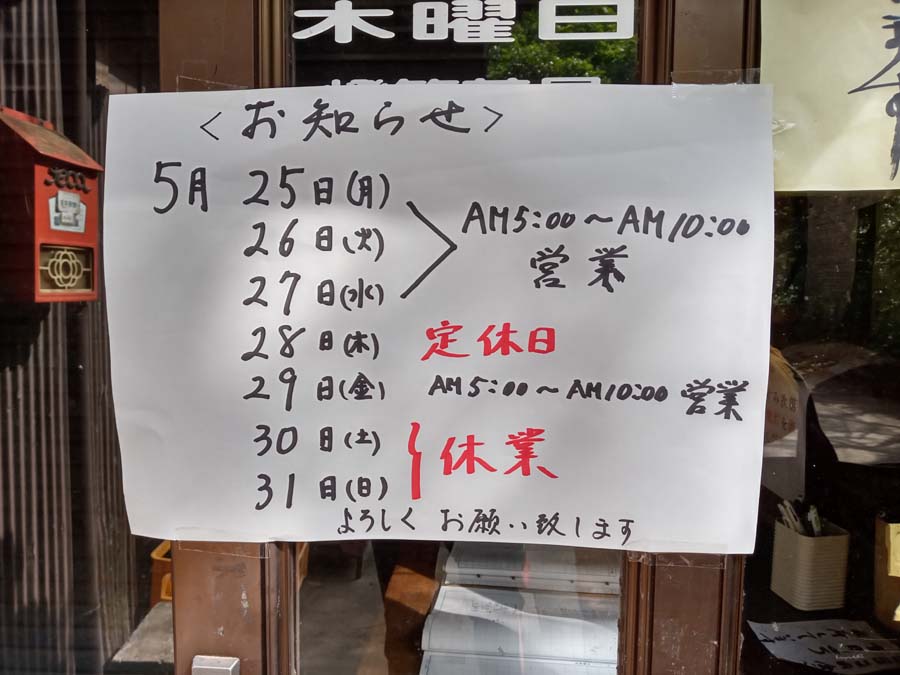 木曜日
<お知らせ>
5月 25日(月)
26日(火)
27日(水)
AM5:00〜AM10:00
営業
28日(木) 定休日
29日(金) AM5:00〜AM10:00 営業
30日(土)
31日(日)
休業
よろしくお願い致します